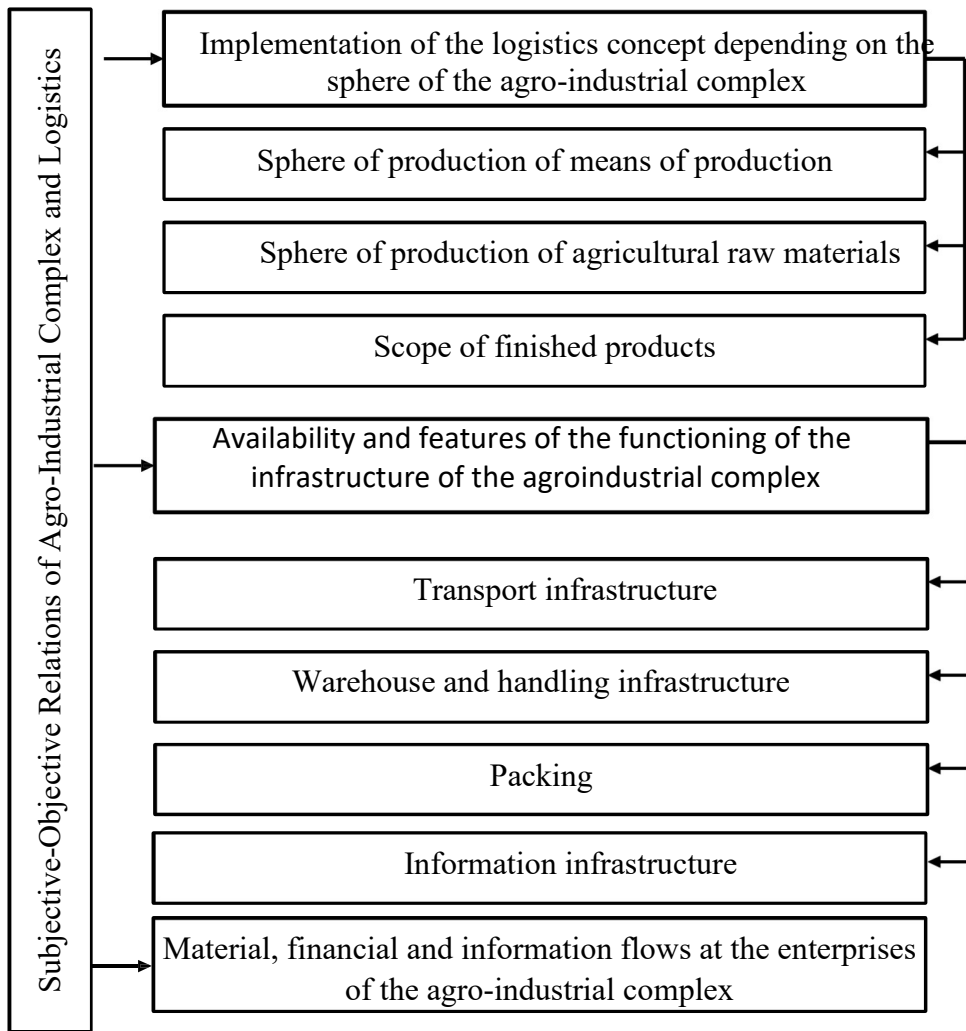 Subjective-Objective Relations of Agro-Industrial Complex and Logistics
Implementation of the logistics concept depending on the
sphere of the agro-industrial complex
Sphere of production of means of production
Sphere of production of agricultural raw materials
Scope of finished products
Availability and features of the functioning of the
infrastructure of the agroindustrial complex
Transport infrastructure
Warehouse and handling infrastructure
Packing
Information infrastructure
Material, financial and information flows at the enterprises
of the agro-industrial complex